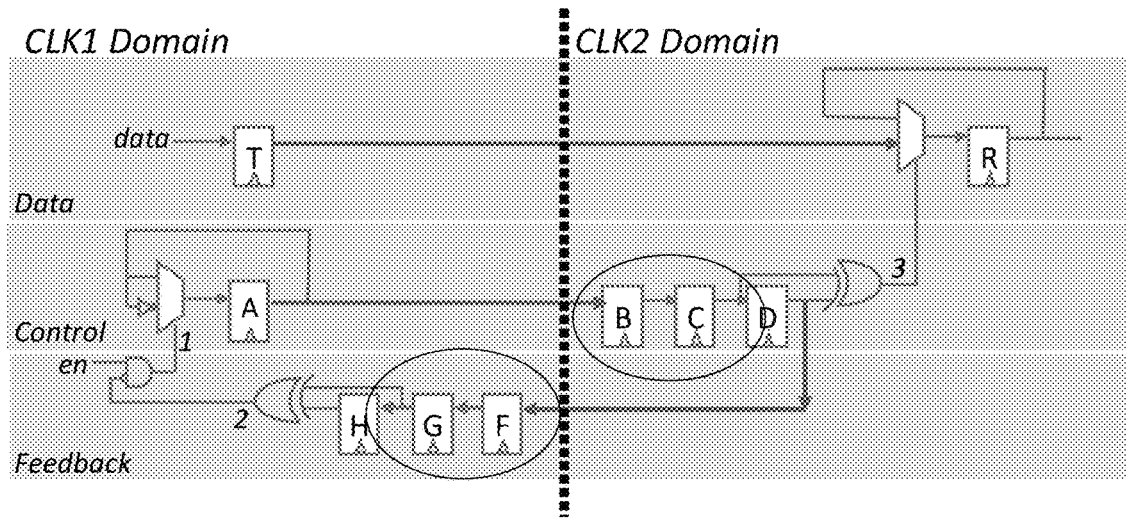 CLK1 Domain
CLK2 Domain
data
T
R
Data
3
A
B
C
D
Control
1
en
2
H
G
F
Feedback